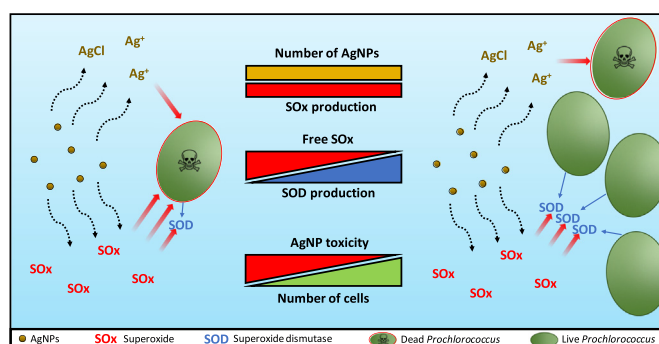 AgCl
Ag⁺
Ag⁺
SOD
SOx
SOx
SOx
SOx
Number of AgNPs
SOx production
Free SOx
SOD production
AgNP toxicity
Number of cells
AgCl
Ag⁺
Ag⁺
SOD
SOD
SOD
SOx
SOx
SOx
SOx
AgNPs SOx Superoxide SOD Superoxide dismutase Dead Prochlorococcus Live Prochlorococcus